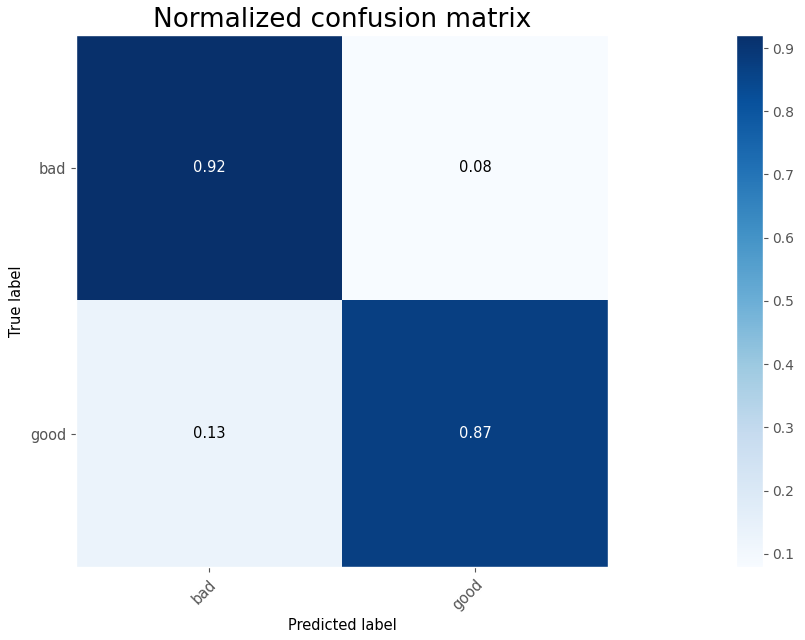 Normalized confusion matrix
True label
bad
0.92
0.08
good
0.13
0.87
bad
good
Predicted label
0.9
0.8
0.7
0.6
0.5
0.4
0.3
0.2
0.1